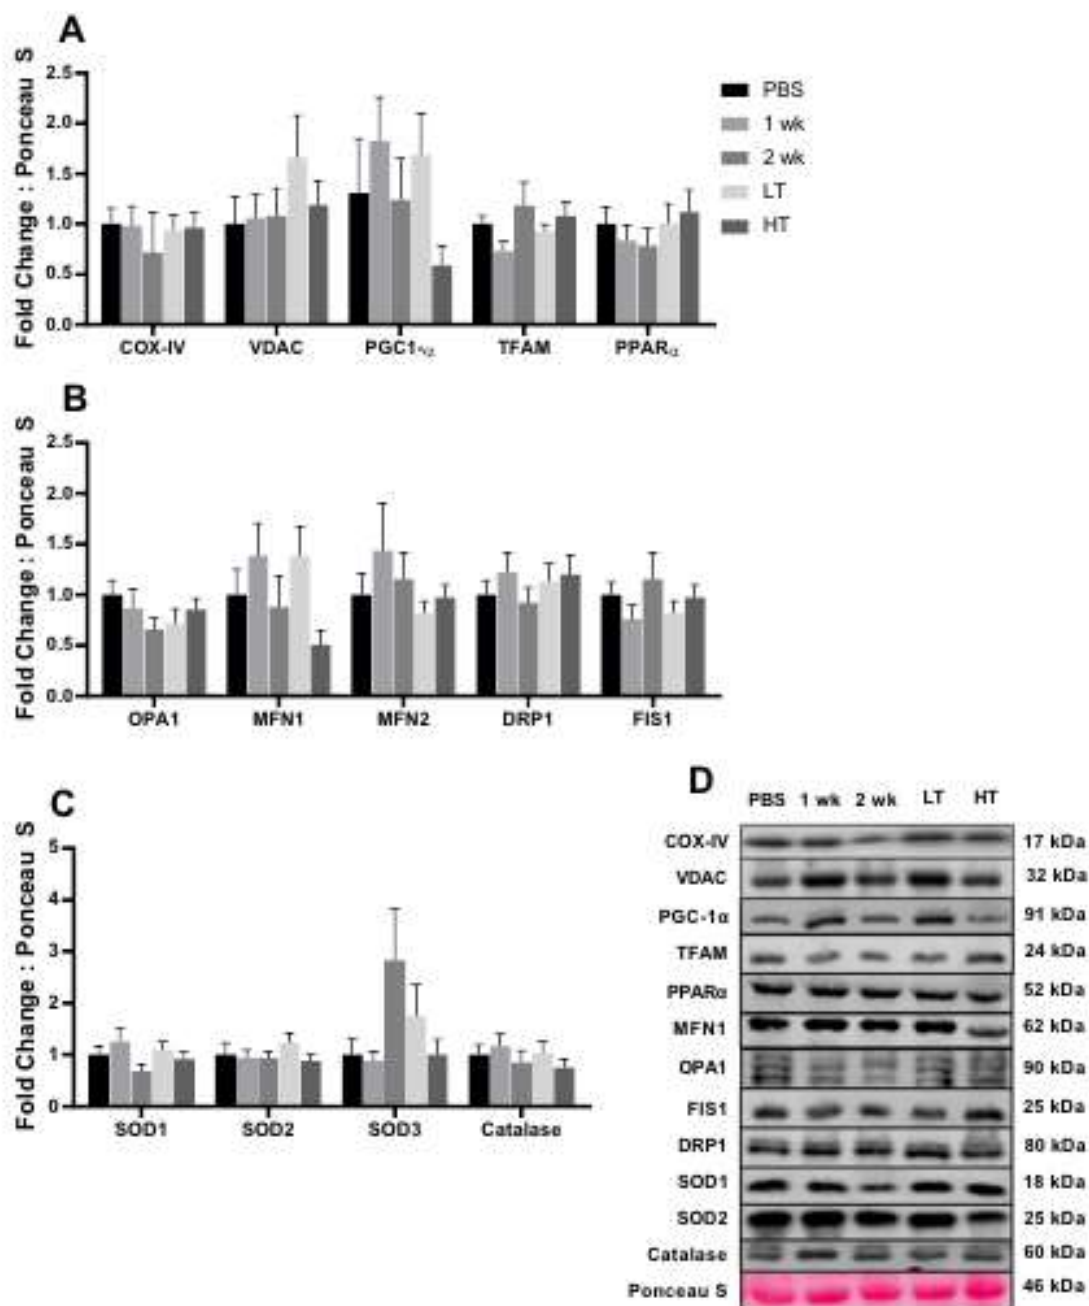 A
Fold Change : Ponceau S
2.5
2.0
1.5
1.0
0.5
0.0
COX-IV VDAC PGC1-α TFAM PPARα
PBS
1 wk
2 wk
LT
HT
B
Fold Change : Ponceau S
2.5
2.0
1.5
1.0
0.5
0.0
OPA1 MFN1 MFN2 DRP1 FIS1
C
Fold Change : Ponceau S
5
4
3
2
1
0
SOD1 SOD2 SOD3 Catalase
D
PBS 1 wk 2 wk LT HT
COX-IV 17 kDa
VDAC 32 kDa
PGC-1α 91 kDa
TFAM 24 kDa
PPARα 52 kDa
MFN1 62 kDa
OPA1 90 kDa
FIS1 25 kDa
DRP1 80 kDa
SOD1 18 kDa
SOD2 25 kDa
Catalase 60 kDa
Ponceau S 46 kDa